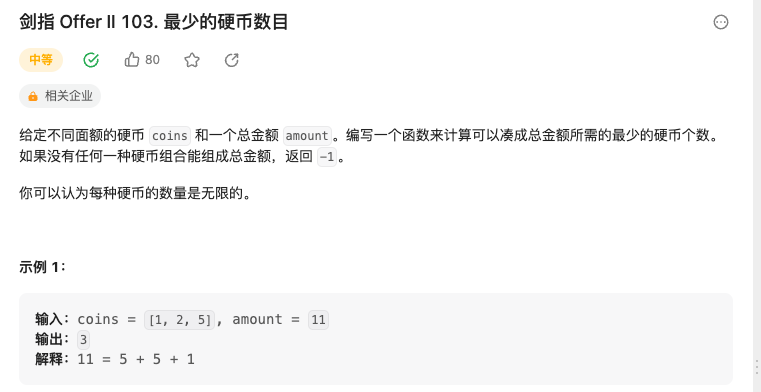 剑指 Offer II 103. 最少的硬币数目
中等 80
相关企业
给定不同面额的硬币 coins 和一个总金额 amount。编写一个函数来计算可以凑成总金额所需的最少的硬币个数。
如果没有任何一种硬币组合能组成总金额，返回 -1。
你可以认为每种硬币的数量是无限的。
示例 1：
输入：coins = [1, 2, 5], amount = 11
输出：3
解释：11 = 5 + 5 + 1